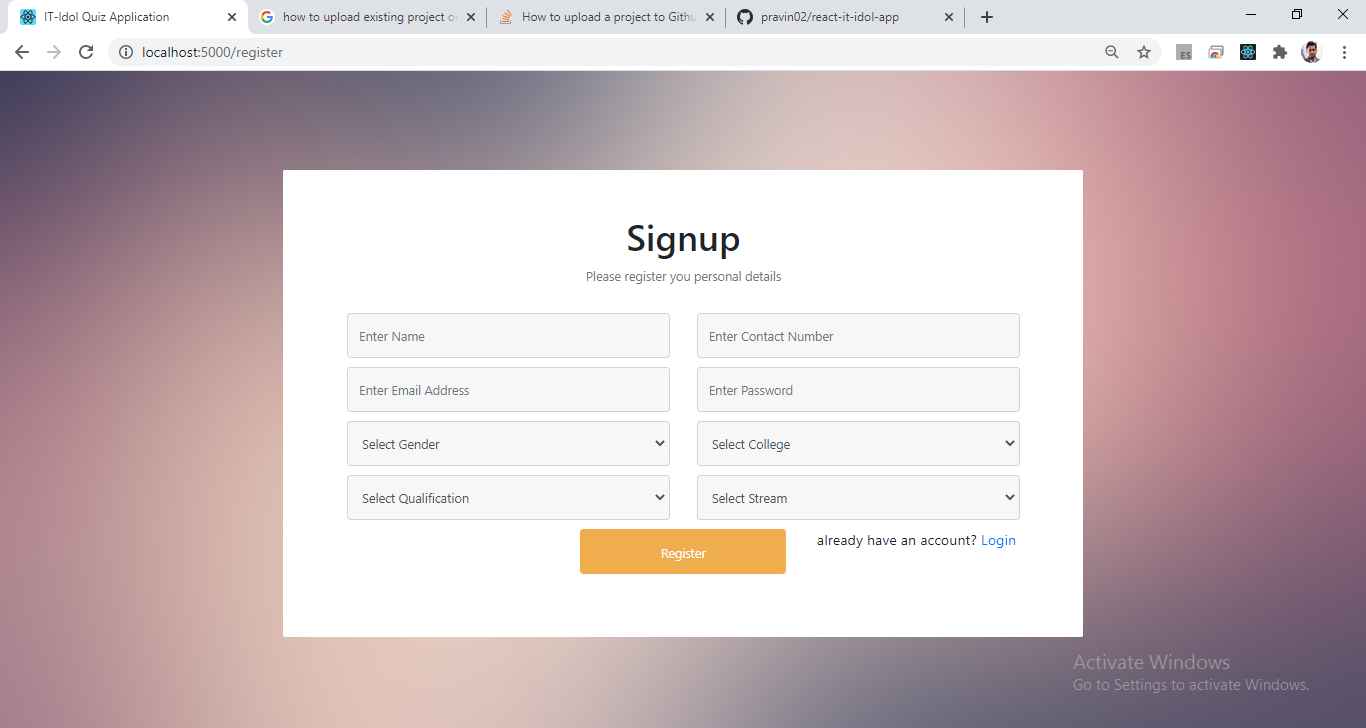 IT-Idol Quiz Application
how to upload existing project or
How to upload a project to Githu
pravin02/react-it-idol-app
localhost:5000/register
ES
Signup
Please register you personal details
Enter Name
Enter Contact Number
Enter Email Address
Enter Password
Select Gender
Select College
Select Qualification
Select Stream
Register
already have an account? Login
Activate Windows
Go to Settings to activate Windows.